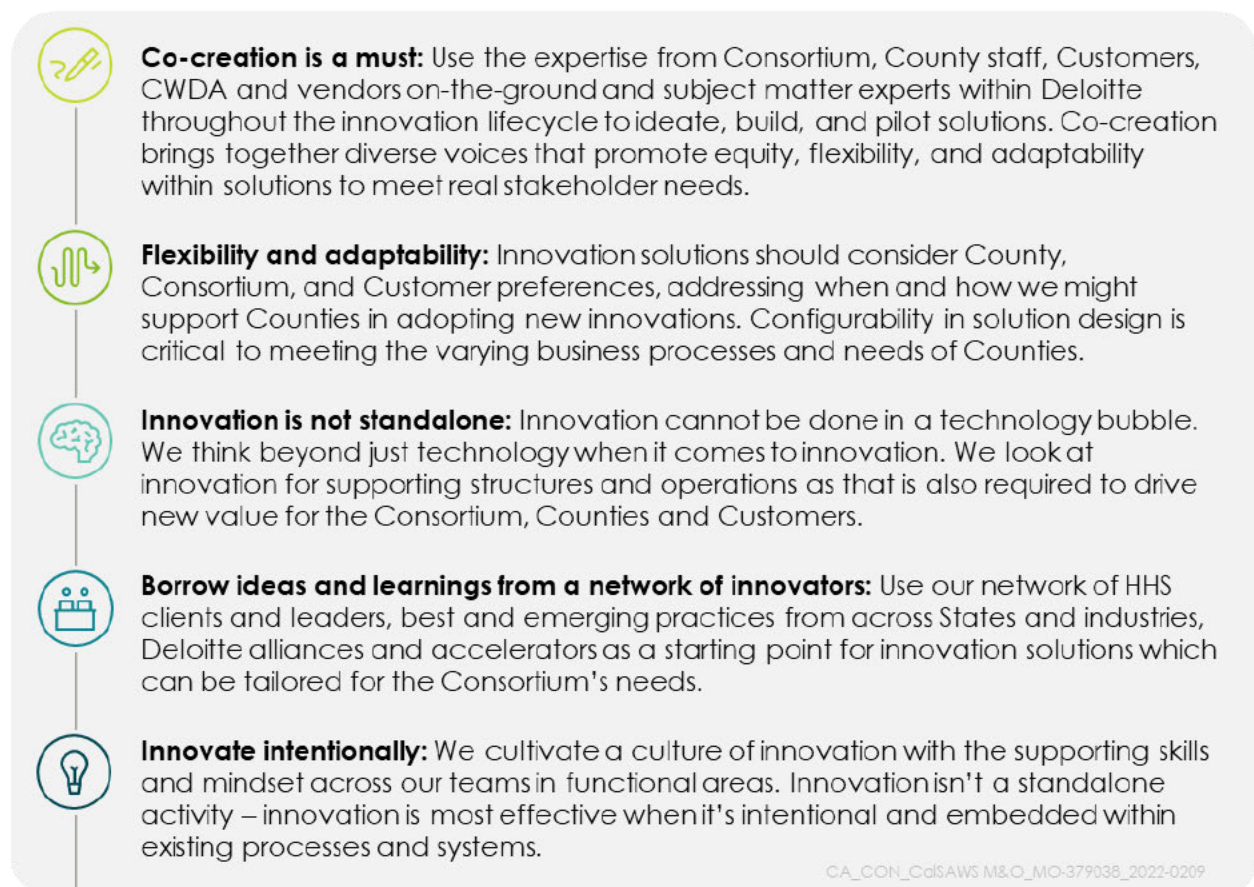 Co-creation is a must: Use the expertise from Consortium, County staff, Customers,
CWDA and vendors on-the-ground and subject matter experts within Deloitte
throughout the innovation lifecycle to ideate, build, and pilot solutions. Co-creation
brings together diverse voices that promote equity, flexibility, and adaptability
within solutions to meet real stakeholder needs.
Flexibility and adaptability: Innovation solutions should consider County,
Consortium, and Customer preferences, addressing when and how we might
support Counties in adopting new innovations. Configurability in solution design is
critical to meeting the varying business processes and needs of Counties.
Innovation is not standalone: Innovation cannot be done in a technology bubble.
We think beyond just technology when it comes to innovation. We look at
innovation for supporting structures and operations as that is also required to drive
new value for the Consortium, Counties and Customers.
Borrow ideas and learnings from a network of innovators: Use our network of HHS
clients and leaders, best and emerging practices from across States and industries,
Deloitte alliances and accelerators as a starting point for innovation solutions which
can be tailored for the Consortium's needs.
Innovate intentionally: We cultivate a culture of innovation with the supporting skills
and mindset across our teams in functional areas. Innovation isn't a standalone
activity – innovation is most effective when it's intentional and embedded within
existing processes and systems.
CA_CON_CalSAWS M&O_MO-379038_2022-0209